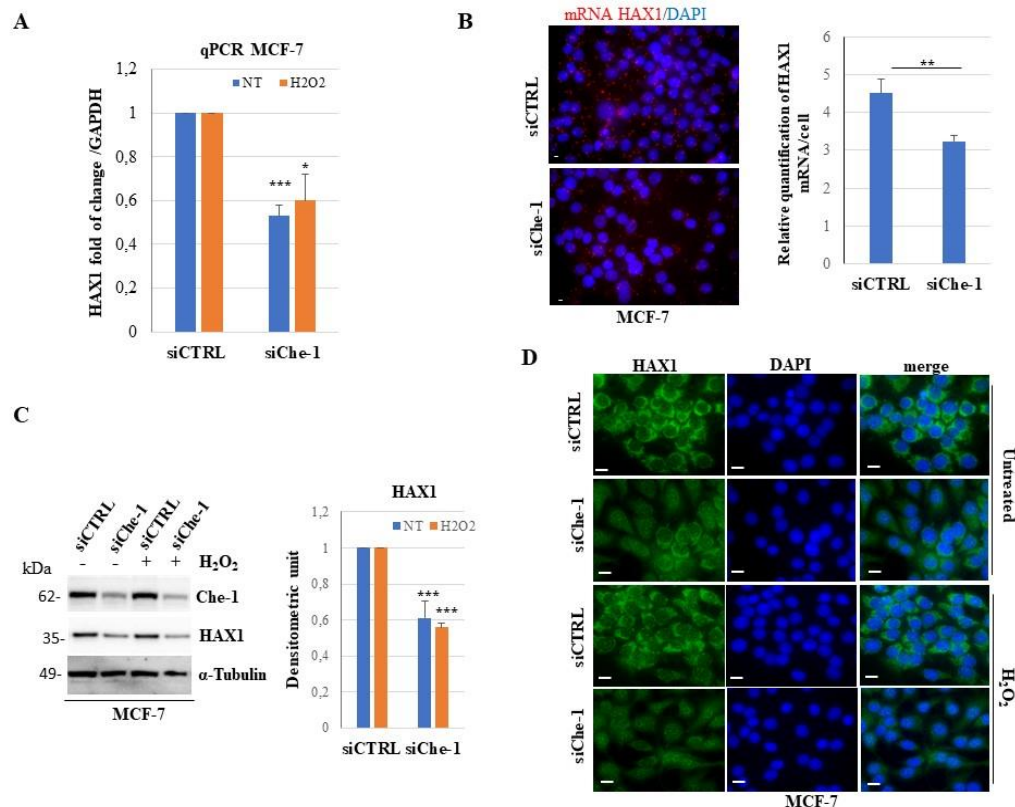 A
qPCR MCF-7
NT H2O2
HAX1 fold of change /GAPDH
1,2
1
0,8
0,6
0,4
0,2
0
***
*
siCTRL siChe-1
B
mRNA HAX1/DAPI
siCTRL
siChe-1
MCF-7
Relative quantification of HAX1
mRNA/cell
6
5
4
3
2
1
0
**
siCTRL siChe-1
C
siCTRL siChe-1 siCTRL siChe-1
kDa - - + + H₂O₂
62- Che-1
35- HAX1
49- α-Tubulin
MCF-7
HAX1
NT H2O2
Densitometric unit
1,2
1
0,8
0,6
0,4
0,2
0
***
***
siCTRL siChe-1
D
HAX1 DAPI merge
siCTRL
siChe-1
Untreated
siCTRL
siChe-1
H₂O₂
MCF-7